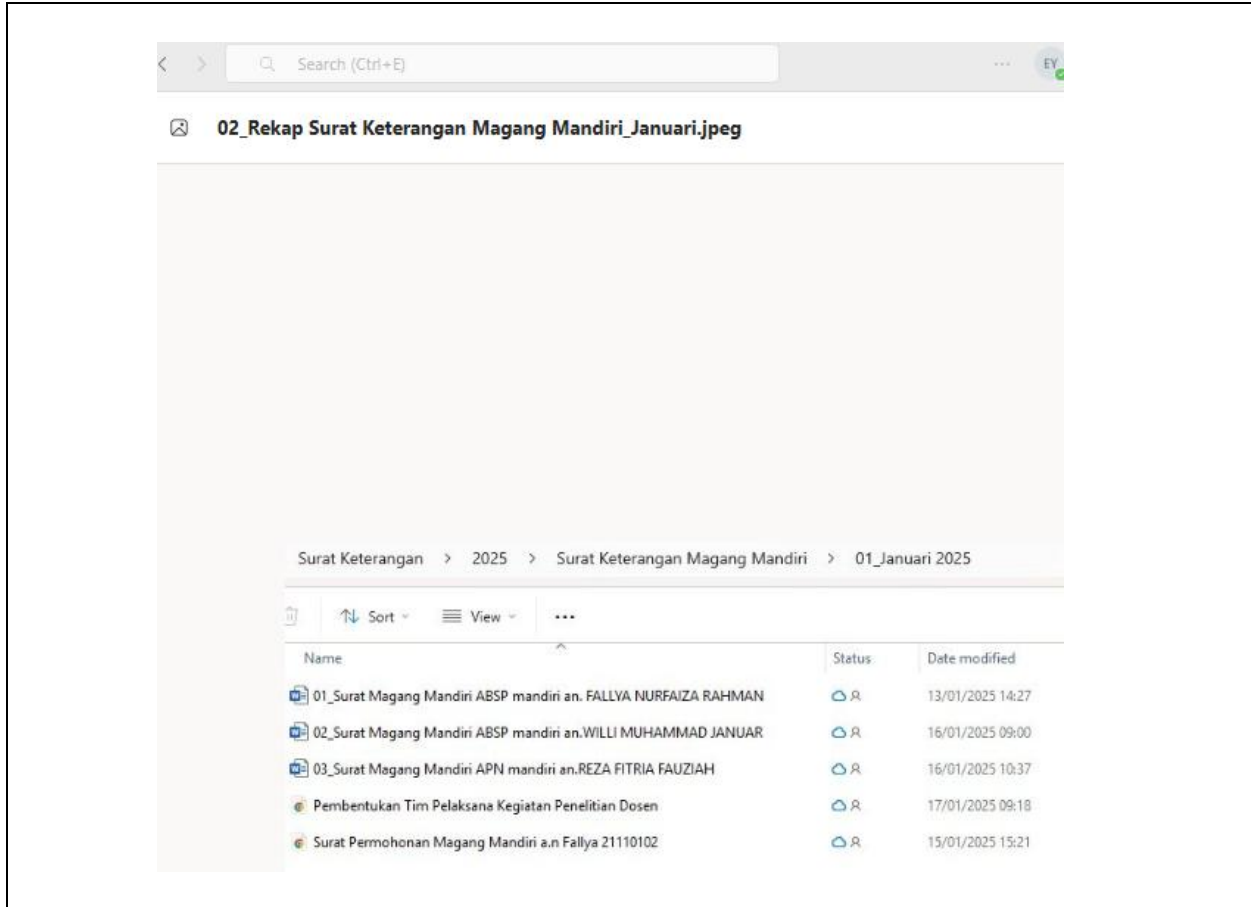 Search (Ctrl+E)
EY
02_Rekap Surat Keterangan Magang Mandiri_Januari.jpeg
Surat Keterangan > 2025 > Surat Keterangan Magang Mandiri > 01_Januari 2025
Sort View ...
Name Status Date modified
01_Surat Magang Mandiri ABSP mandiri an. FALLYA NURFAIZA RAHMAN 13/01/2025 14:27
02_Surat Magang Mandiri ABSP mandiri an.WILLI MUHAMMAD JANUAR 16/01/2025 09:00
03_Surat Magang Mandiri APN mandiri an.REZA FITRIA FAUZIAH 16/01/2025 10:37
Pembentukan Tim Pelaksana Kegiatan Penelitian Dosen 17/01/2025 09:18
Surat Permohonan Magang Mandiri a.n Fallya 21110102 15/01/2025 15:21